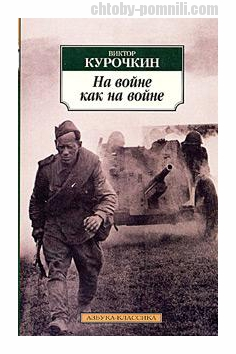 chtoby-pomnili.com
ВИКТОР
КУРОЧКИН
На войне
как на войне
АЗБУКА-КЛАССИКА